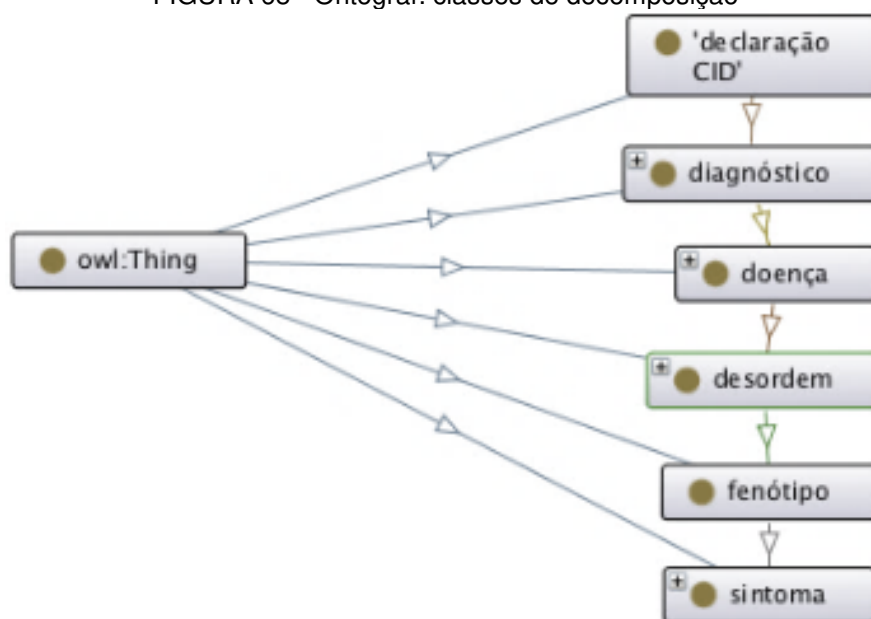 'declaração
CID'
diagnóstico
owl:Thing
doença
desordem
fenótipo
sintoma